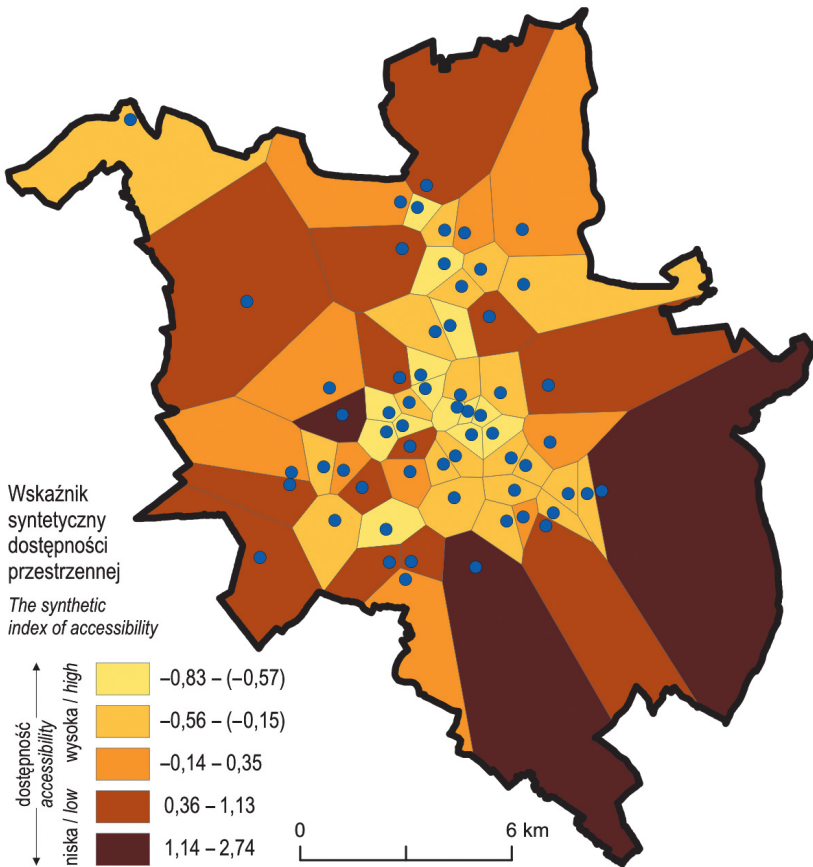 Wskaźnik
syntetyczny
dostępności
przestrzennej
The synthetic
index of accessibility
dostępność
accessibility
wysoka / high
niska / low
–0,83 – (–0,57)
–0,56 – (–0,15)
–0,14 – 0,35
0,36 – 1,13
1,14 – 2,74
0 6 km